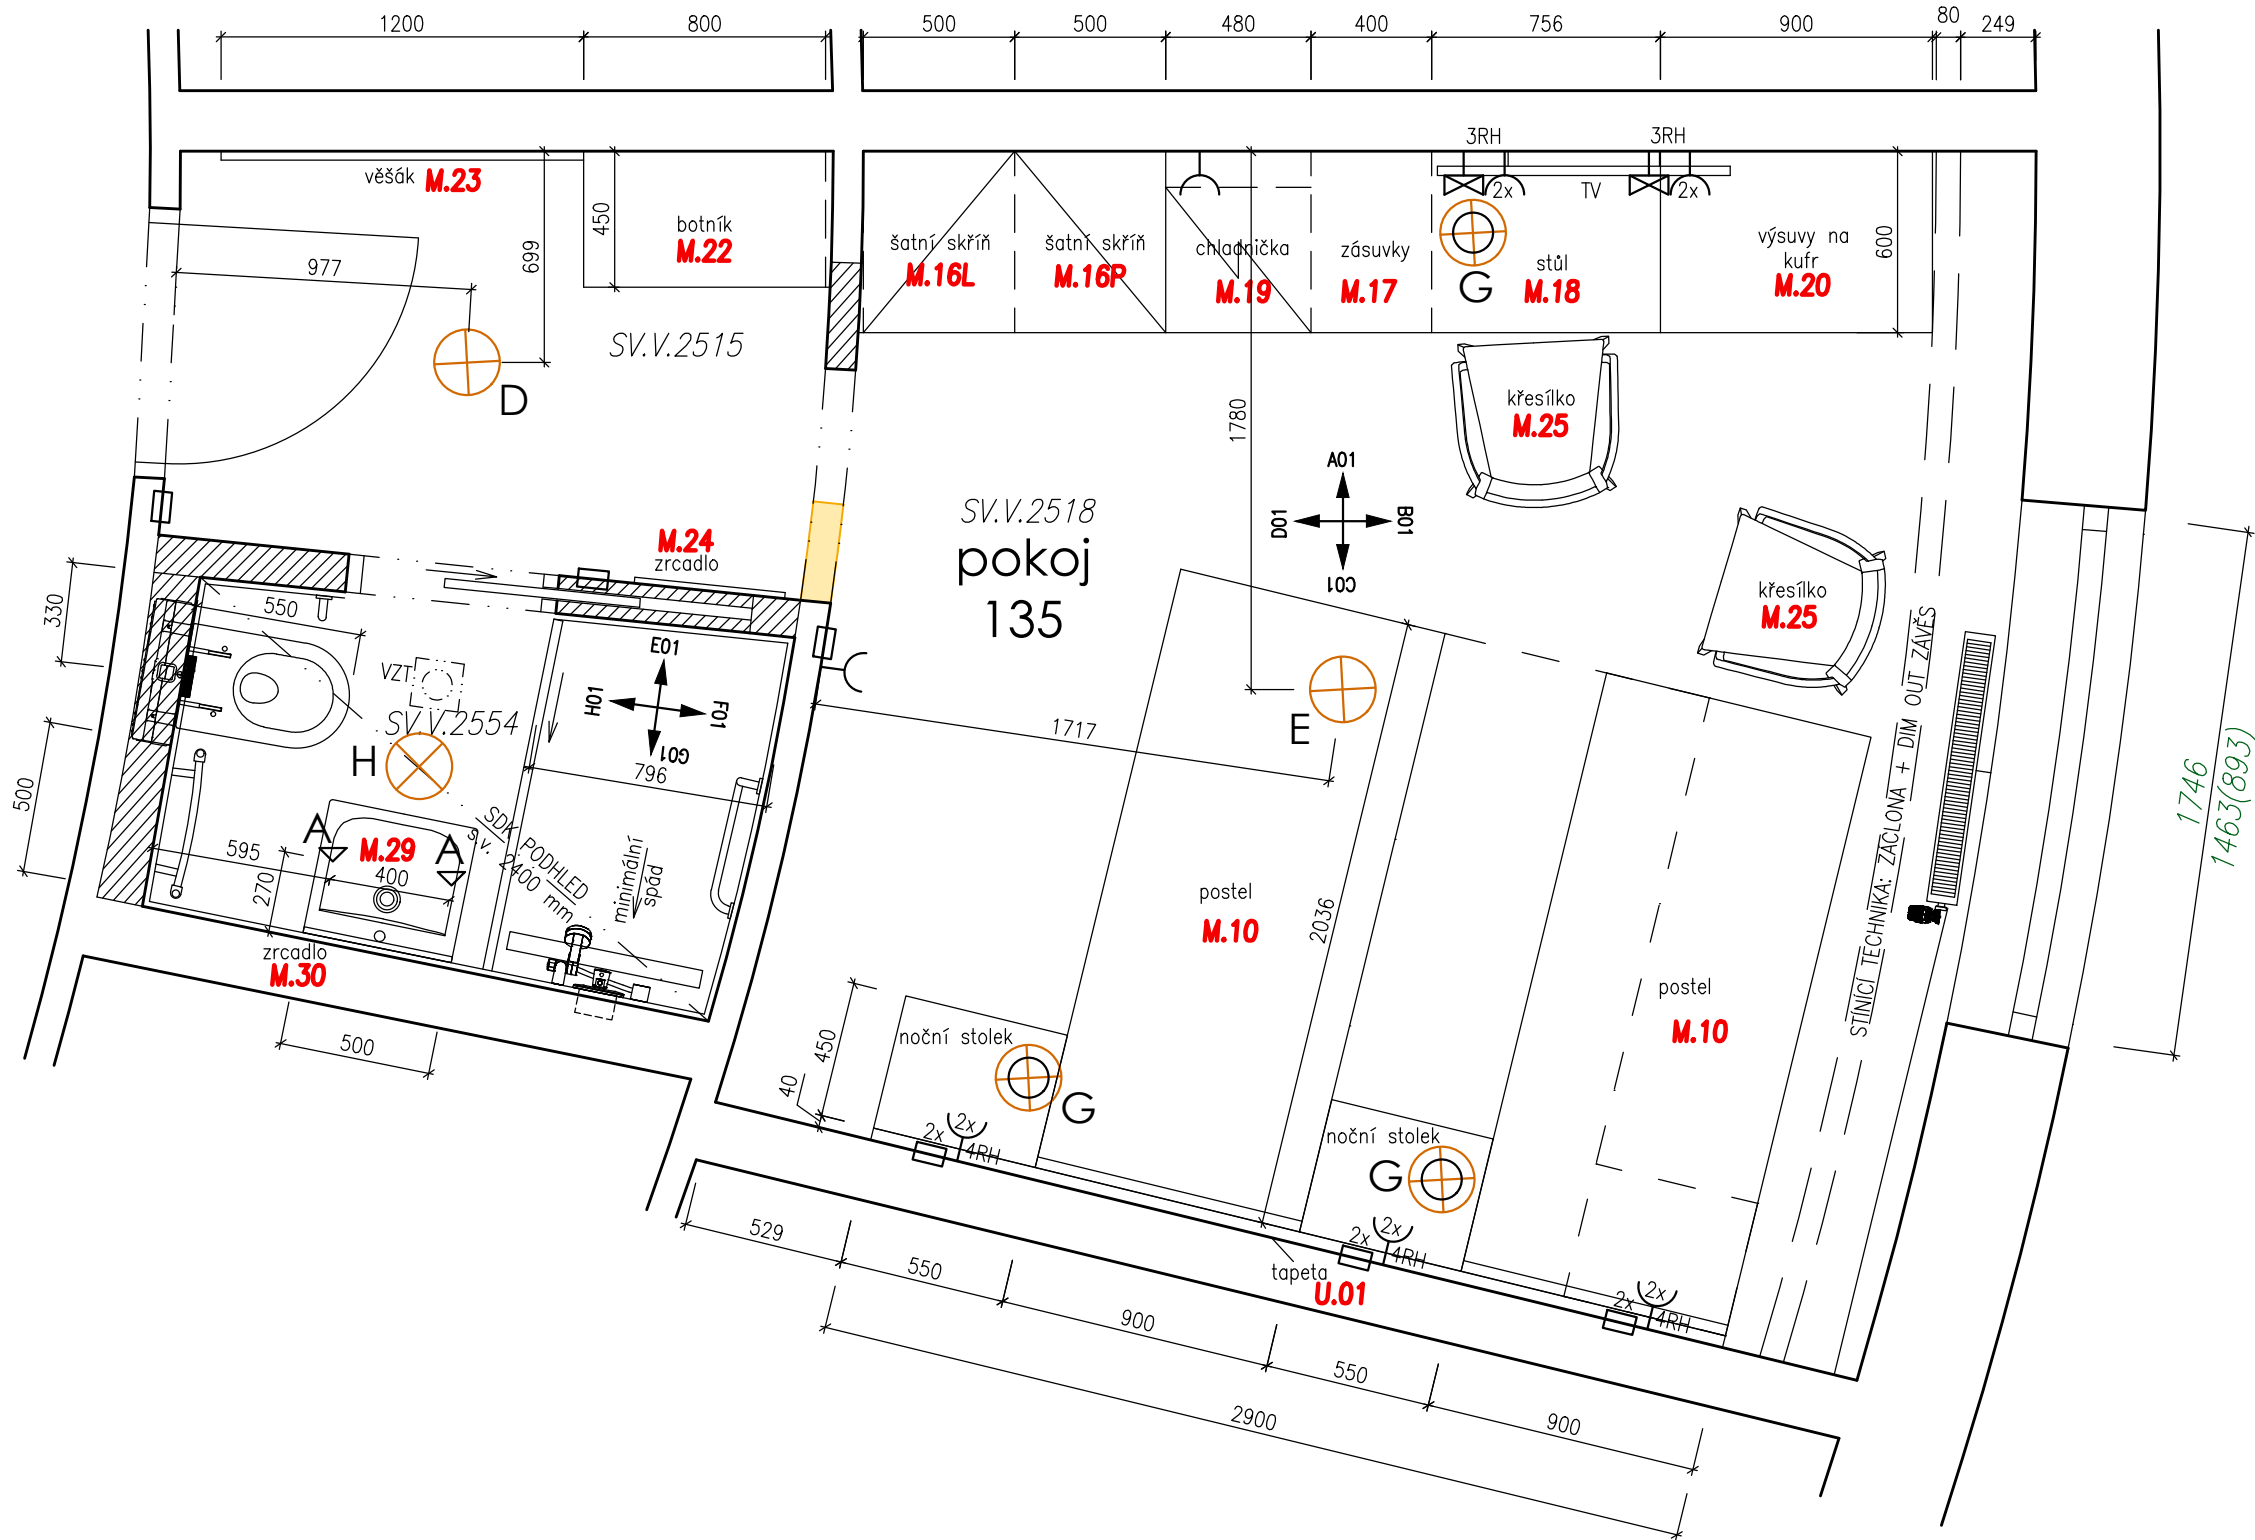 1200
800
500
500
480
400
756
900
80
249
3RH
3RH
věšák M.23
2x
TV
2x
450
699
977
botník
M.22
šatní skříň
M.16L
šatní skříň
M.16P
chladnička
M.19
zásuvky
M.17
G
stůl
M.18
výsuvy na
kufr
M.20
600
SV.V.2515
D
1780
křesílko
M.25
A01
B01
C01
D01
SV.V.2518
pokoj
135
M.24
zrcadlo
křesílko
M.25
330
550
VZT
E01
F01
G01
H01
SV.V.2554
H
796
1717
E
500
A
A
M.29
595
400
270
SDK PODHLED
s.v. 2400 mm
minimální
spád
zrcadlo
M.30
500
postel
M.10
2036
postel
M.10
STÍNÍCÍ TECHNIKA: ZÁCLONA + DIM OUT ZÁVĚS
1746
1463(893)
450
40
noční stolek
G
2x
2x
4RH
noční stolek
G
2x
2x
4RH
tapeta
U.01
2x
2x
4RH
529
550
900
550
900
2900